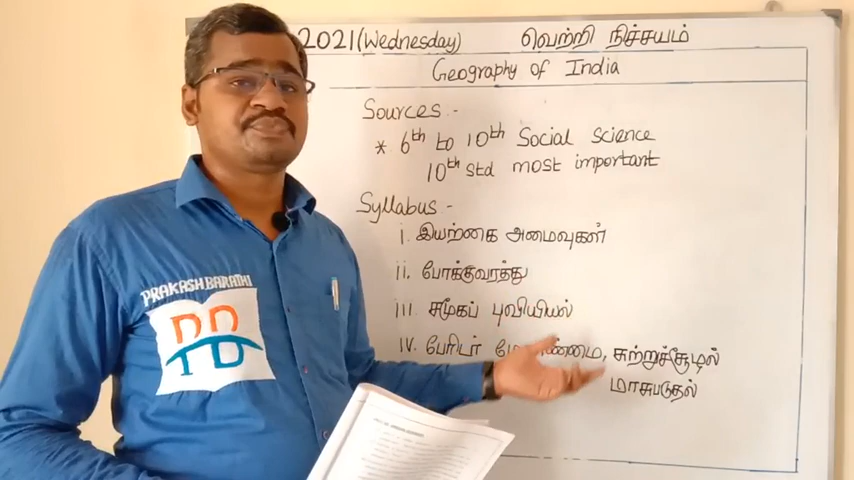 2021 (Wednesday) வெற்றி நிச்சயம்
Geography of India
Sources -
* 6th to 10th Social Science
10th std most important
Syllabus -
i. இயற்கை அமைவுகள்
ii. போக்குவரத்து
iii சமூகப் புவியியல்
iv. பேரிடர் சுற்றுச்சூழல்
மாசுபடுதல்
PRAKASH BARATHI
PB